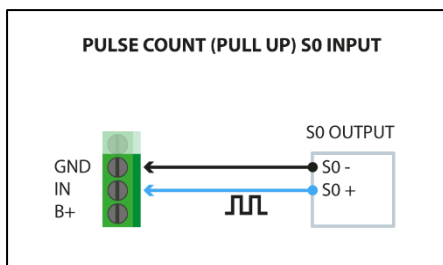 PULSE COUNT (PULL UP) S0 INPUT
S0 OUTPUT
GND
S0 -
IN
S0 +
B+